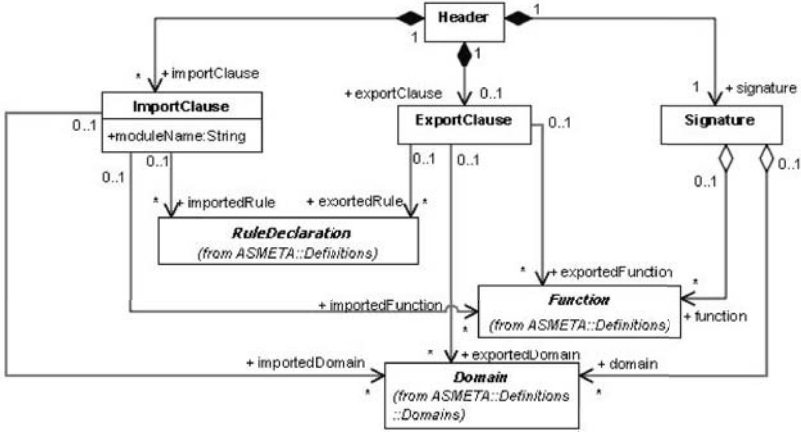 Header
1
1
1
* + importClause
+ exportClause
0..1
1 + signature
ImportClause
+moduleName:String
ExportClause
Signature
0..1
0..1
0..1
0..1
0..1
0..1
0..1
0..1
* + importedRule
+ exportedRule *
RuleDeclaration
(from ASMETA::Definitions)
* + exportedFunction
+ importedFunction
*
Function
(from ASMETA::Definitions)
*
+ function
+ importedDomain
*
* + exportedDomain
+ domain
*
Domain
(from ASMETA::Definitions
::Domains)